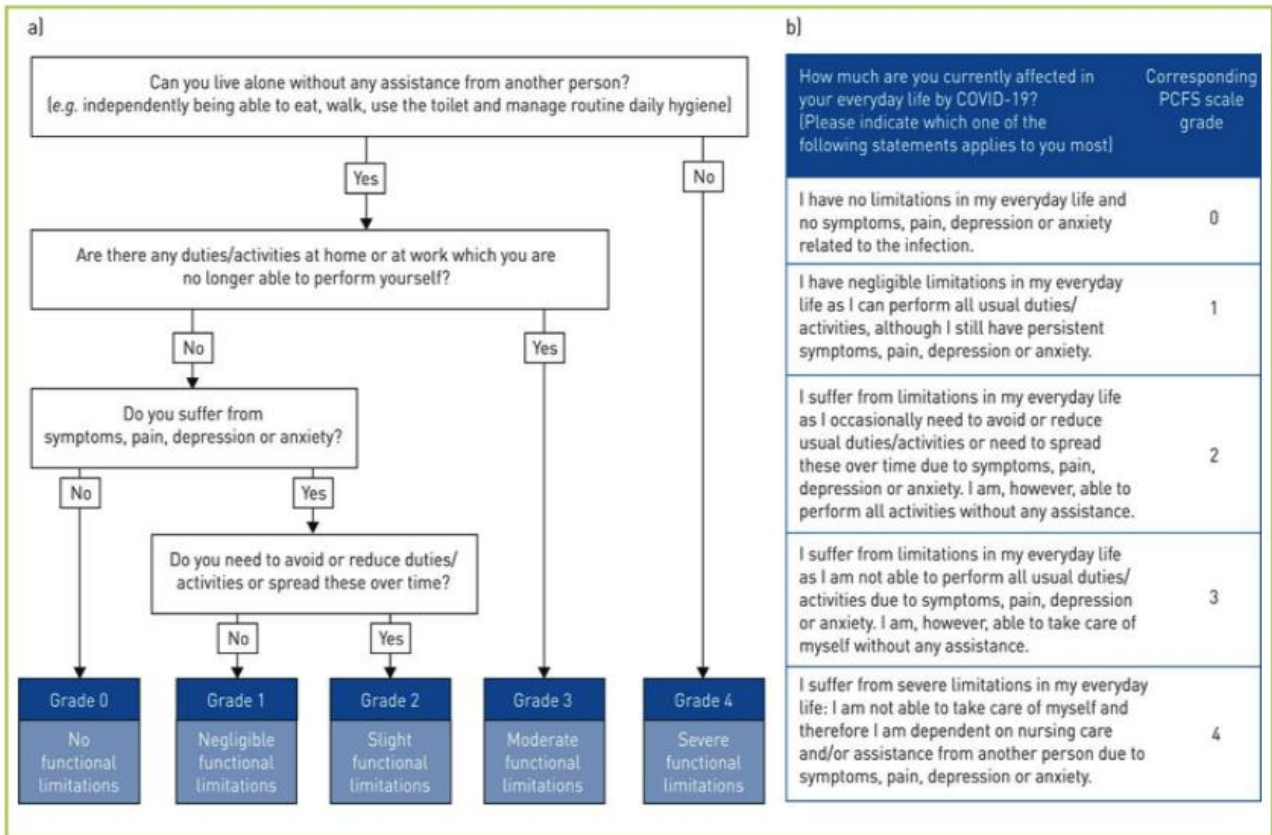 a)
Can you live alone without any assistance from another person?
(e.g. independently being able to eat, walk, use the toilet and manage routine daily hygiene)
Yes
No
Are there any duties/activities at home or at work which you are
no longer able to perform yourself?
No
Yes
Do you suffer from
symptoms, pain, depression or anxiety?
No
Yes
Do you need to avoid or reduce duties/
activities or spread these over time?
No
Yes
Grade 0
No
functional
limitations
Grade 1
Negligible
functional
limitations
Grade 2
Slight
functional
limitations
Grade 3
Moderate
functional
limitations
Grade 4
Severe
functional
limitations
b)
How much are you currently affected in
your everyday life by COVID-19?
(Please indicate which one of the
following statements applies to you most)
Corresponding
PCFS scale
grade
I have no limitations in my everyday life and
no symptoms, pain, depression or anxiety
related to the infection.
0
I have negligible limitations in my everyday
life as I can perform all usual duties/
activities, although I still have persistent
symptoms, pain, depression or anxiety.
1
I suffer from limitations in my everyday life
as I occasionally need to avoid or reduce
usual duties/activities or need to spread
these over time due to symptoms, pain,
depression or anxiety. I am, however, able to
perform all activities without any assistance.
2
I suffer from limitations in my everyday life
as I am not able to perform all usual duties/
activities due to symptoms, pain, depression
or anxiety. I am, however, able to take care of
myself without any assistance.
3
I suffer from severe limitations in my everyday
life: I am not able to take care of myself and
therefore I am dependent on nursing care
and/or assistance from another person due to
symptoms, pain, depression or anxiety.
4